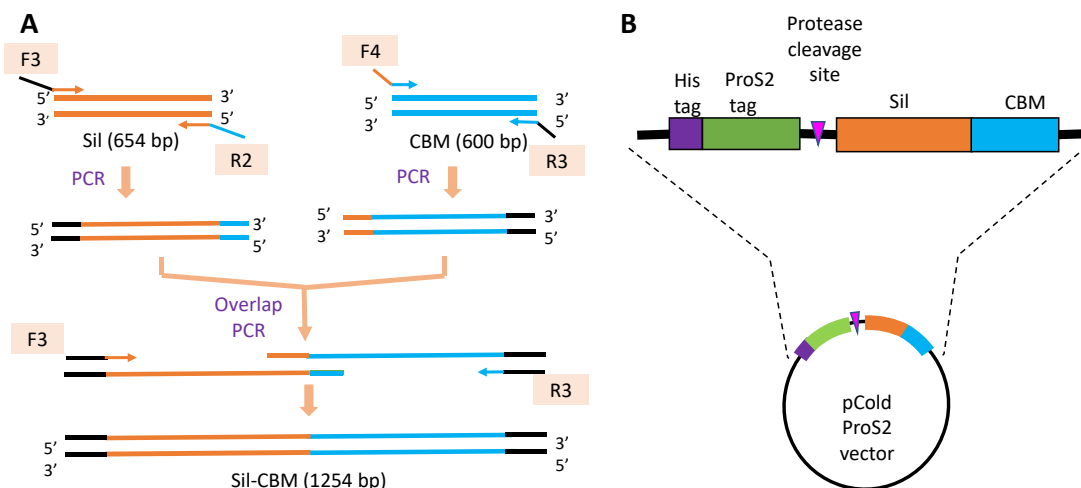 A
F3
5’
3’
3’
5’
Sil (654 bp)
R2
F4
5’
3’
3’
5’
CBM (600 bp)
R3
PCR
PCR
5’
3’
3’
5’
5’
3’
3’
5’
Overlap
PCR
F3
R3
5’
3’
3’
5’
Sil-CBM (1254 bp)
B
Protease
cleavage
site
His
tag
ProS2
tag
Sil
CBM
pCold
ProS2
vector